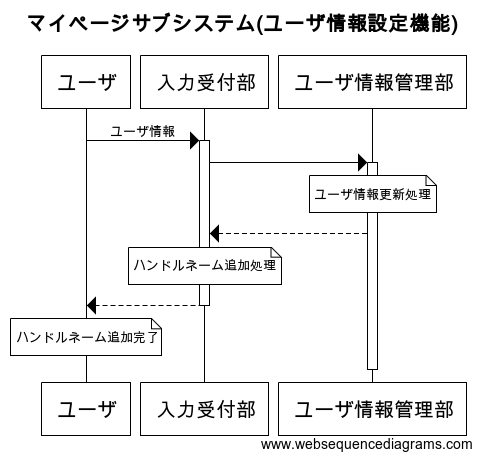 マイページサブシステム(ユーザ情報設定機能)
ユーザ
入力受付部
ユーザ情報管理部
ユーザ情報
ユーザ情報更新処理
ハンドルネーム追加処理
ハンドルネーム追加完了
ユーザ
入力受付部
ユーザ情報管理部
www.websequencediagrams.com